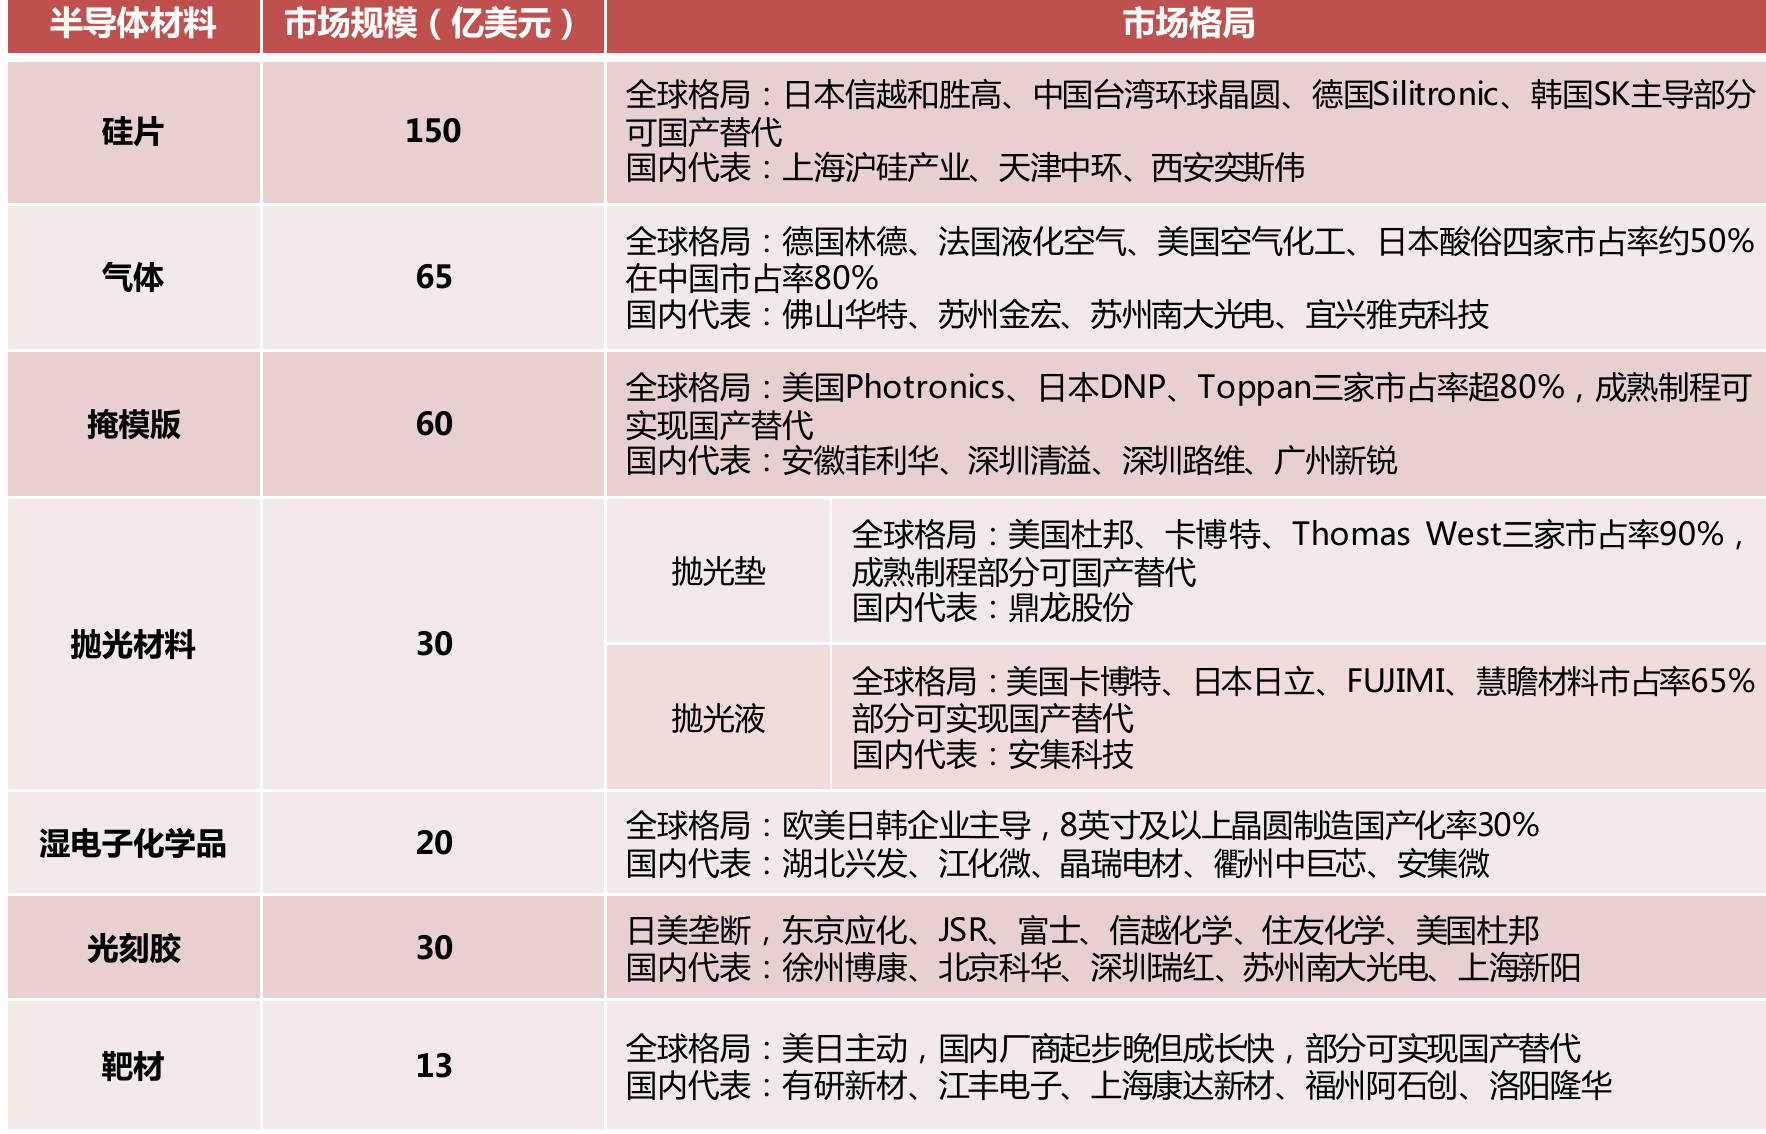 半导体材料
市场规模（亿美元）
市场格局
硅片
150
全球格局：日本信越和胜高、中国台湾环球晶圆、德国Silitronic、韩国SK主导部分
可国产替代
国内代表：上海沪硅产业、天津中环、西安奕斯伟
气体
65
全球格局：德国林德、法国液化空气、美国空气化工、日本酸俗四家市占率约50%
在中国市占率80%
国内代表：佛山华特、苏州金宏、苏州南大光电、宜兴雅克科技
掩模版
60
全球格局：美国Photronics、日本DNP、Toppan三家市占率超80%，成熟制程可
实现国产替代
国内代表：安徽菲利华、深圳清溢、深圳路维、广州新锐
抛光材料
30
抛光垫
全球格局：美国杜邦、卡博特、Thomas West三家市占率90%，
成熟制程部分可国产替代
国内代表：鼎龙股份
抛光液
全球格局：美国卡博特、日本日立、FUJIMI、慧瞻材料市占率65%
部分可实现国产替代
国内代表：安集科技
湿电子化学品
20
全球格局：欧美日韩企业主导，8英寸及以上晶圆制造国产化率30%
国内代表：湖北兴发、江化微、晶瑞电材、衢州中巨芯、安集微
光刻胶
30
日美垄断，东京应化、JSR、富士、信越化学、住友化学、美国杜邦
国内代表：徐州博康、北京科华、深圳瑞红、苏州南大光电、上海新阳
靶材
13
全球格局：美日主动，国内厂商起步晚但成长快，部分可实现国产替代
国内代表：有研新材、江丰电子、上海康达新材、福州阿石创、洛阳隆华